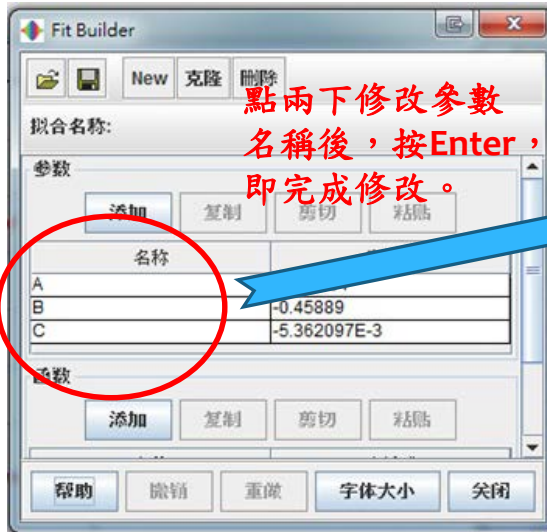 Fit Builder
New 克隆 删除
點兩下修改參數
名稱後，按Enter，
即完成修改。
拟合名称:
参数
添加 复制 剪切 粘贴
名称
A
B -0.45889
C -5.362097E-3
函数
添加 复制 剪切 粘贴
帮助 撤销 重做 字体大小 关闭